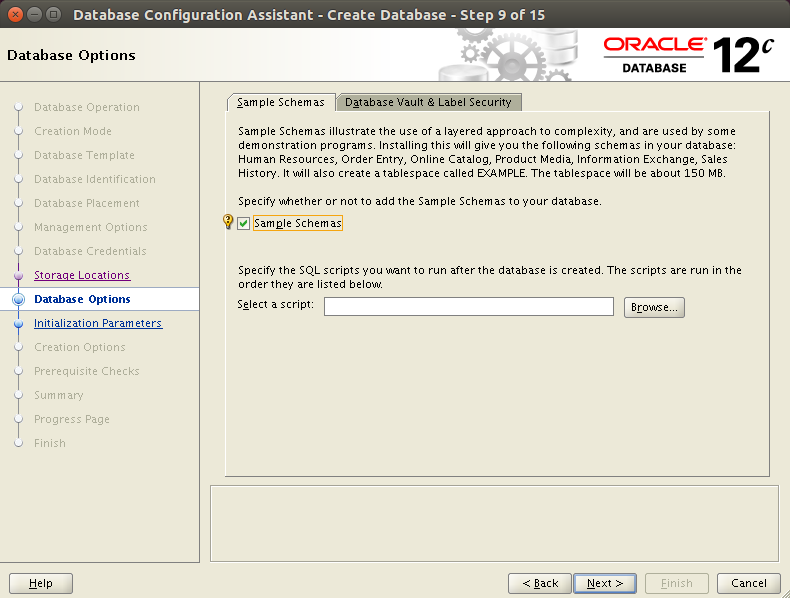 Database Configuration Assistant - Create Database - Step 9 of 15
Database Options
ORACLE®
DATABASE
12c
Database Operation
Creation Mode
Database Template
Database Identification
Database Placement
Management Options
Database Credentials
Storage Locations
Database Options
Initialization Parameters
Creation Options
Prerequisite Checks
Summary
Progress Page
Finish
Sample Schemas
Database Vault & Label Security
Sample Schemas illustrate the use of a layered approach to complexity, and are used by some
demonstration programs. Installing this will give you the following schemas in your database:
Human Resources, Order Entry, Online Catalog, Product Media, Information Exchange, Sales
History. It will also create a tablespace called EXAMPLE. The tablespace will be about 150 MB.
Specify whether or not to add the Sample Schemas to your database.
Sample Schemas
Specify the SQL scripts you want to run after the database is created. The scripts are run in the
order they are listed below.
Select a script:
Browse...
Help
< Back
Next >
Finish
Cancel